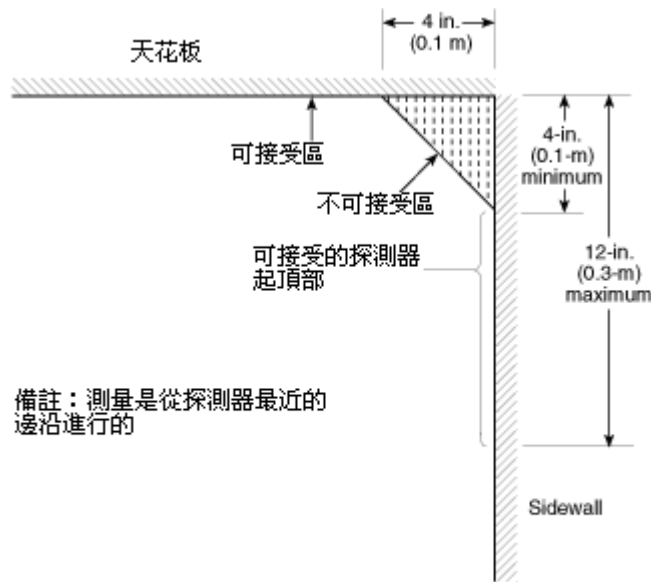 4 in.
(0.1 m)
天花板
可接受區
不可接受區
4-in.
(0.1-m)
minimum
可接受的探測器
起頂部
12-in.
(0.3-m)
maximum
備註：測量是從探測器最近的
邊沿進行的
Sidewall